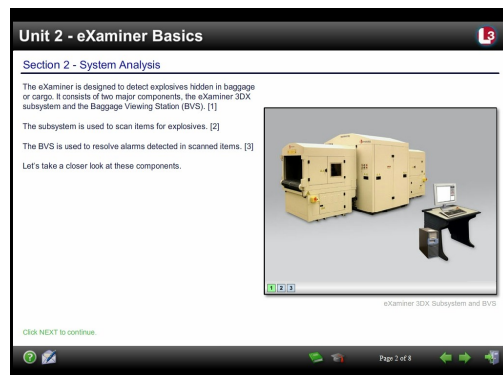 Unit 2 - eXaminer Basics
L3
Section 2 - System Analysis
The eXaminer is designed to detect explosives hidden in baggage
or cargo. It consists of two major components, the eXaminer 3DX
subsystem and the Baggage Viewing Station (BVS). [1]
The subsystem is used to scan items for explosives. [2]
The BVS is used to resolve alarms detected in scanned items. [3]
Let's take a closer look at these components.
1 2 3
eXaminer 3DX Subsystem and BVS
Click NEXT to continue.
Page 2 of 8